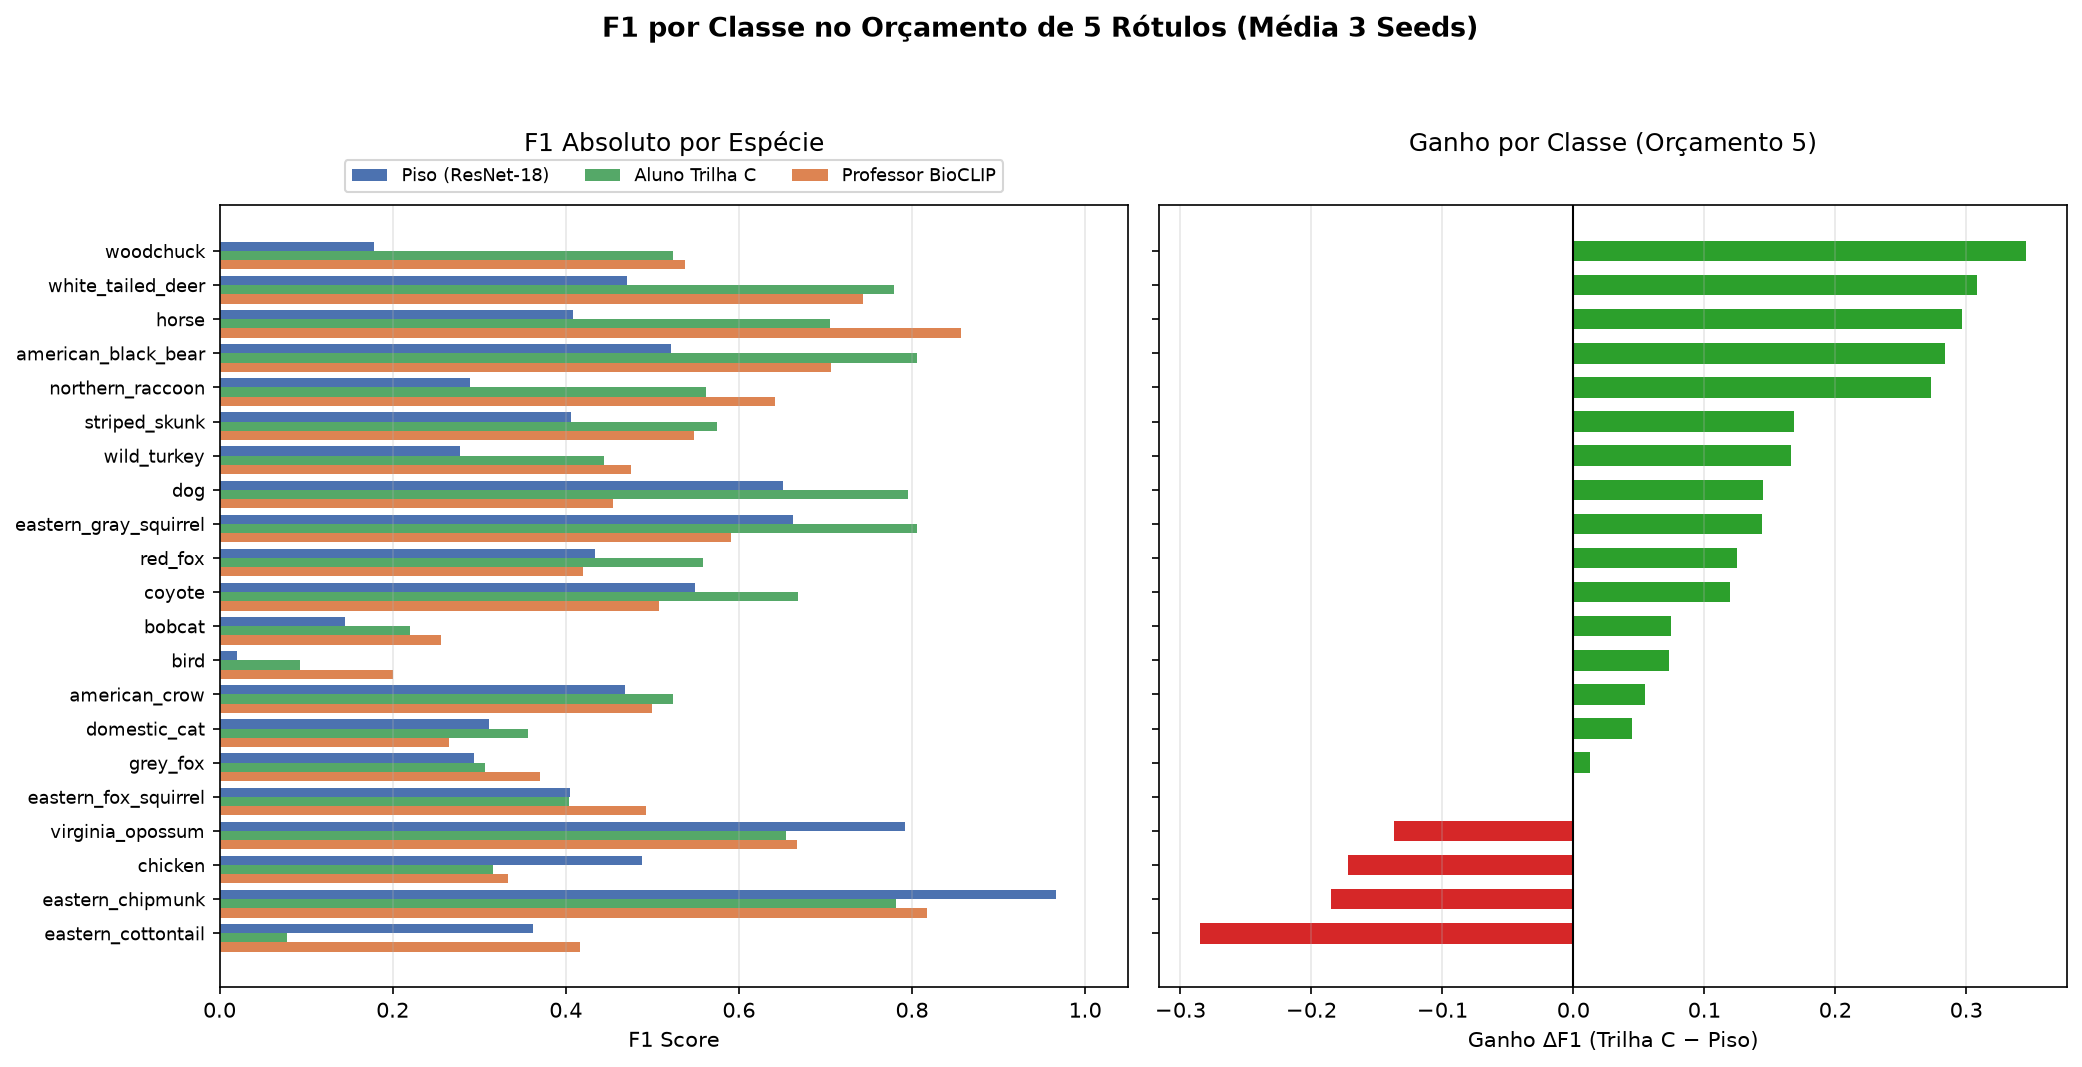 F1 por Classe no Orçamento de 5 Rótulos (Média 3 Seeds)
F1 Absoluto por Espécie
Piso (ResNet-18) Aluno Trilha C Professor BioCLIP
woodchuck
white_tailed_deer
horse
american_black_bear
northern_raccoon
striped_skunk
wild_turkey
dog
eastern_gray_squirrel
red_fox
coyote
bobcat
bird
american_crow
domestic_cat
grey_fox
eastern_fox_squirrel
virginia_opossum
chicken
eastern_chipmunk
eastern_cottontail
0.0 0.2 0.4 0.6 0.8 1.0
F1 Score
Ganho por Classe (Orçamento 5)
−0.3 −0.2 −0.1 0.0 0.1 0.2 0.3
Ganho ΔF1 (Trilha C − Piso)